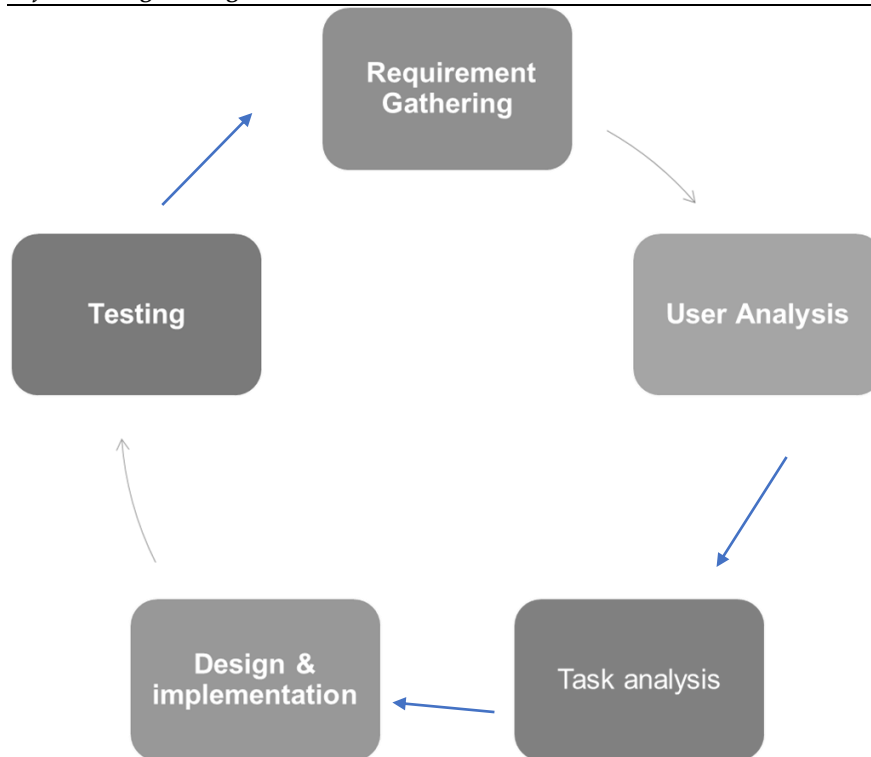 Requirement
Gathering
User Analysis
Task analysis
Design &
implementation
Testing